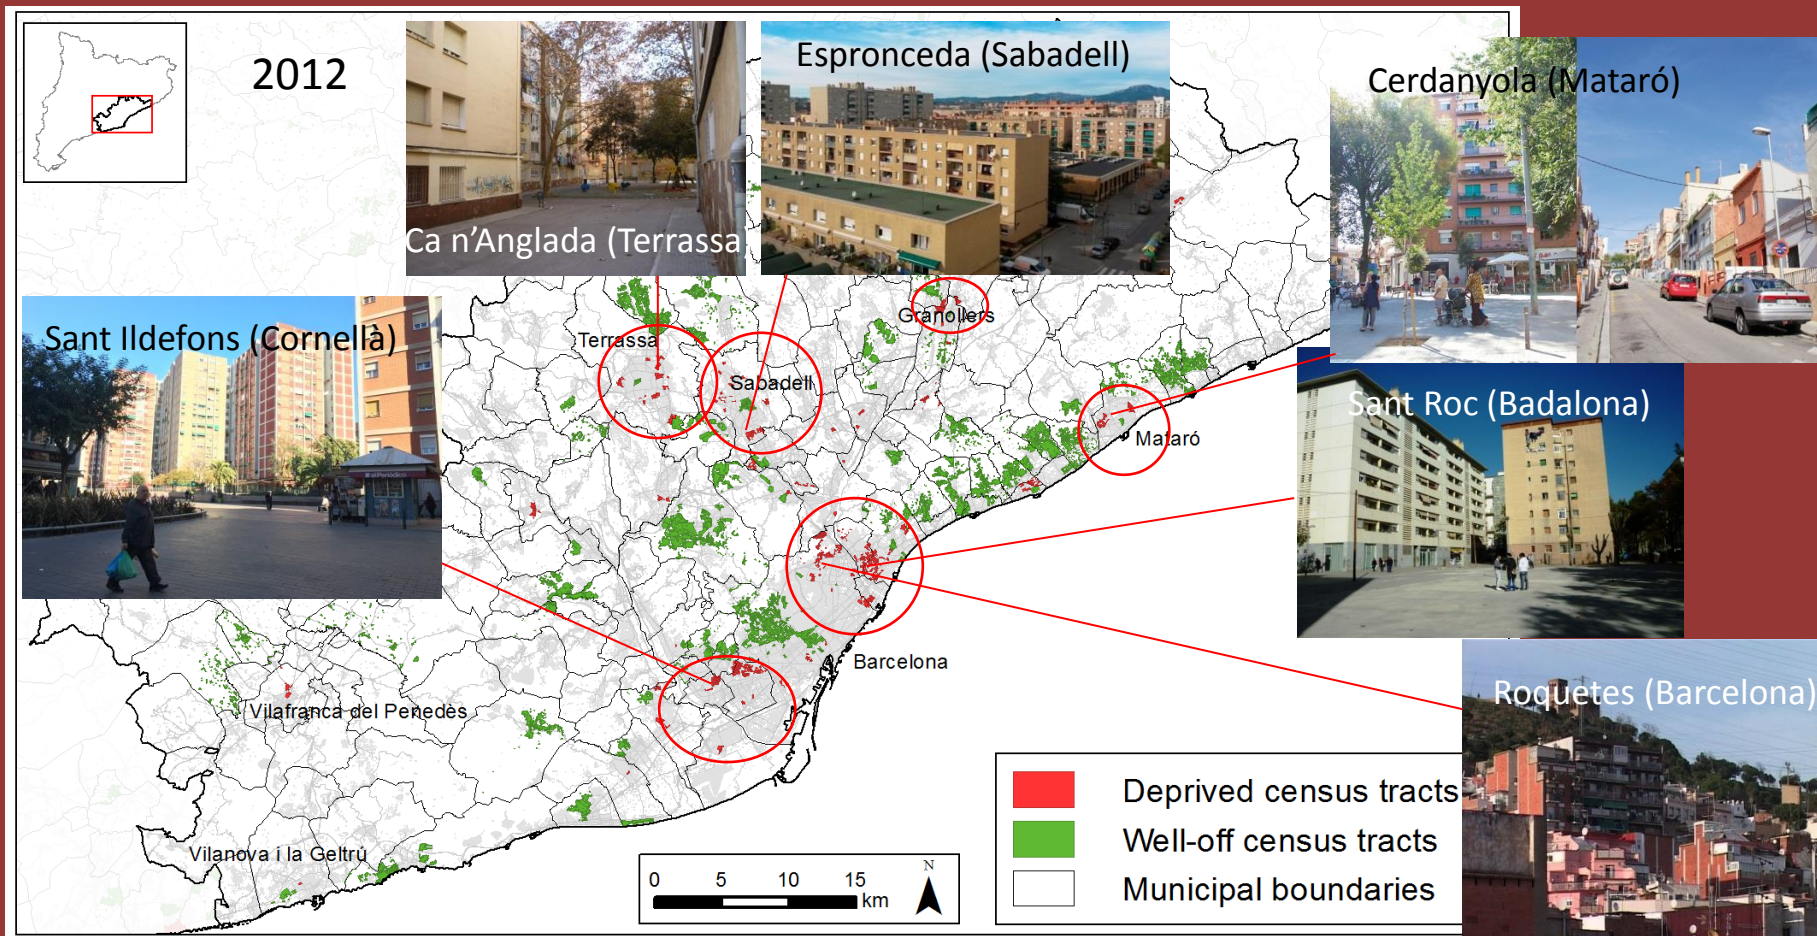 2012
Ca n'Anglada (Terrassa
Espronceda (Sabadell)
Cerdanyola (Mataró)
Sant Ildefons (Cornellà)
elPeriódico
Sant Roc (Badalona)
Roquetes (Barcelona)
Granollers
Terrassa
Sabadell
Mataró
Barcelona
Vilafranca del Penedès
Vilanova i la Geltrú
0 5 10 15
km
N
Deprived census tracts
Well-off census tracts
Municipal boundaries